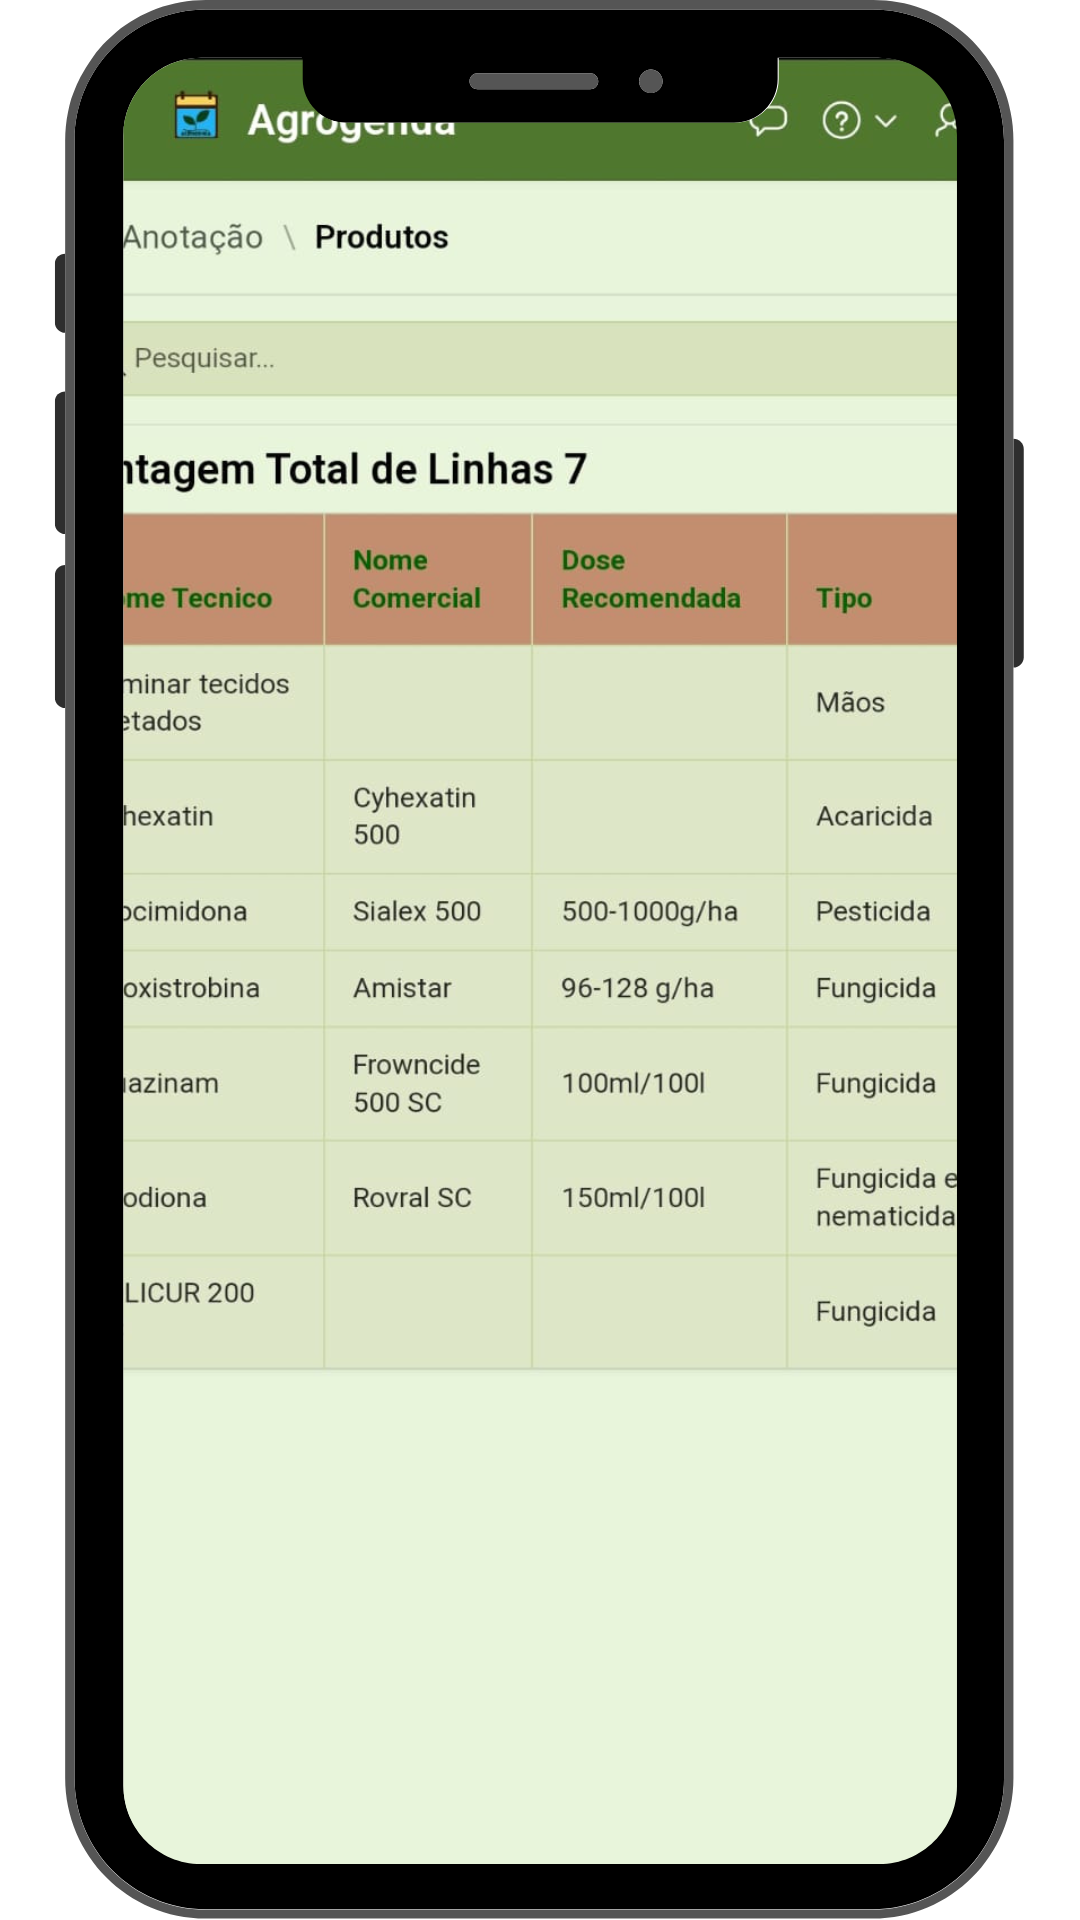 Agrogenda
Anotação \ Produtos
Pesquisar...
ntagem Total de Linhas 7
ome Tecnico
Nome
Comercial
Dose
Recomendada
Tipo
minar tecidos
etados
Mãos
hexatin
Cyhexatin
500
Acaricida
ocimidona
Sialex 500
500-1000g/ha
Pesticida
oxistrobina
Amistar
96-128 g/ha
Fungicida
azinam
Frowncide
500 SC
100ml/100l
Fungicida
odiona
Rovral SC
150ml/100l
Fungicida e
nematicida
LICUR 200
Fungicida